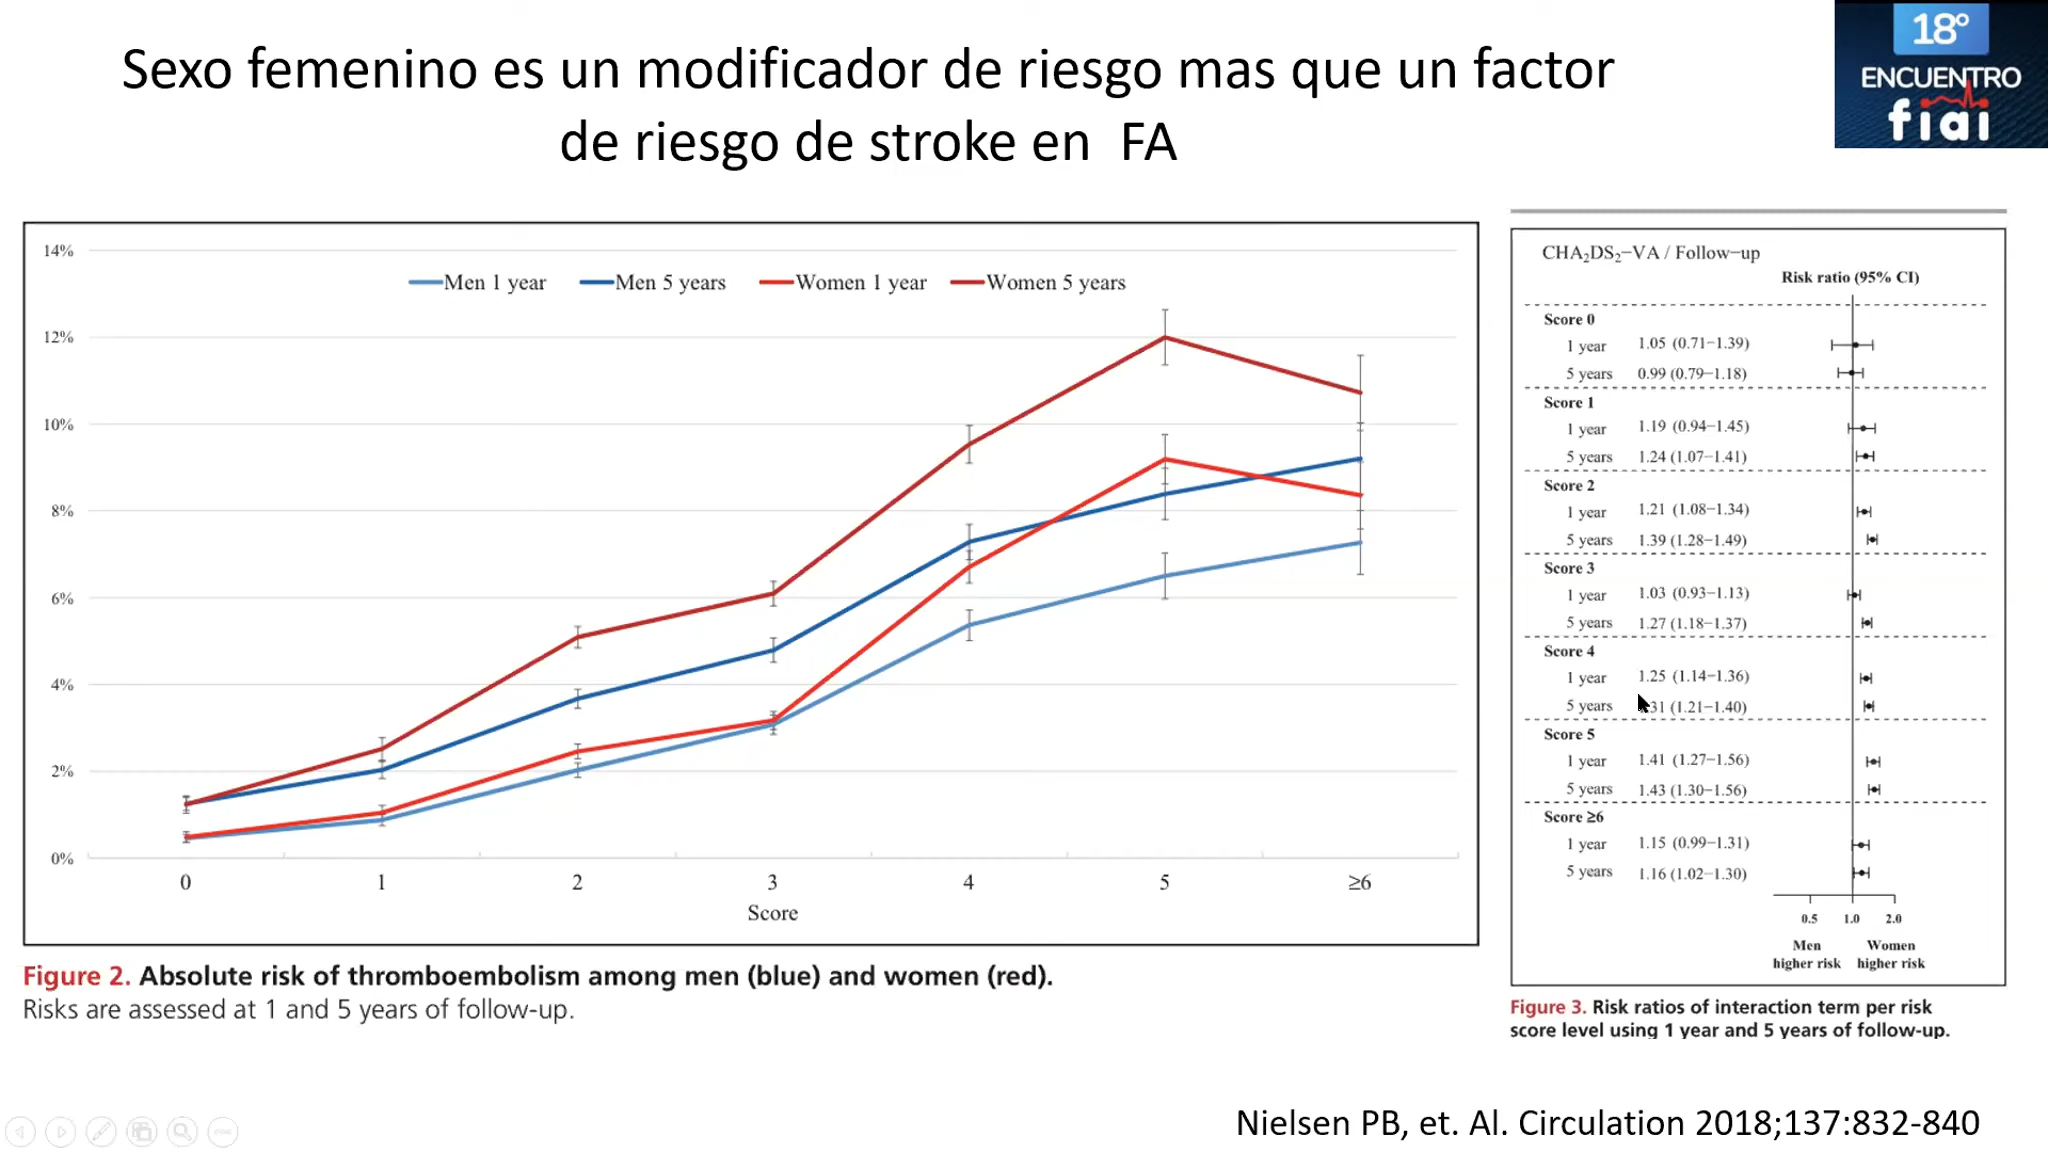 Sexo femenino es un modificador de riesgo mas que un factor
de riesgo de stroke en FA
18º
ENCUENTRO
fiai
14%
12%
10%
8%
6%
4%
2%
0%
Men 1 year Men 5 years Women 1 year Women 5 years
0 1 2 3 4 5 ≥6
Score
Figure 2. Absolute risk of thromboembolism among men (blue) and women (red).
Risks are assessed at 1 and 5 years of follow-up.
CHA₂DS₂−VA / Follow−up
Risk ratio (95% CI)
Score 0
1 year 1.05 (0.71−1.39)
5 years 0.99 (0.79−1.18)
Score 1
1 year 1.19 (0.94−1.45)
5 years 1.24 (1.07−1.41)
Score 2
1 year 1.21 (1.08−1.34)
5 years 1.39 (1.28−1.49)
Score 3
1 year 1.03 (0.93−1.13)
5 years 1.27 (1.18−1.37)
Score 4
1 year 1.25 (1.14−1.36)
5 years (1.21−1.40)
Score 5
1 year 1.41 (1.27−1.56)
5 years 1.43 (1.30−1.56)
Score ≥6
1 year 1.15 (0.99−1.31)
5 years 1.16 (1.02−1.30)
0.5 1.0 2.0
Men Women
higher risk higher risk
Figure 3. Risk ratios of interaction term per risk
score level using 1 year and 5 years of follow-up.
Nielsen PB, et. Al. Circulation 2018;137:832-840